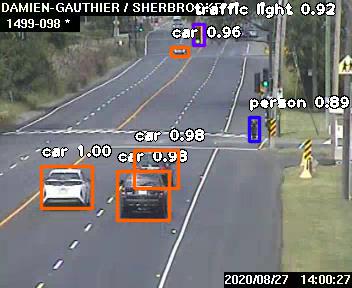 DAMIEN-GAUTHIER / SHERBROO
traffic light 0.92
1499-098 *
car 0.96
person 0.89
car 0.98
car 1.00
car 0.98
2020/08/27 14:00:27